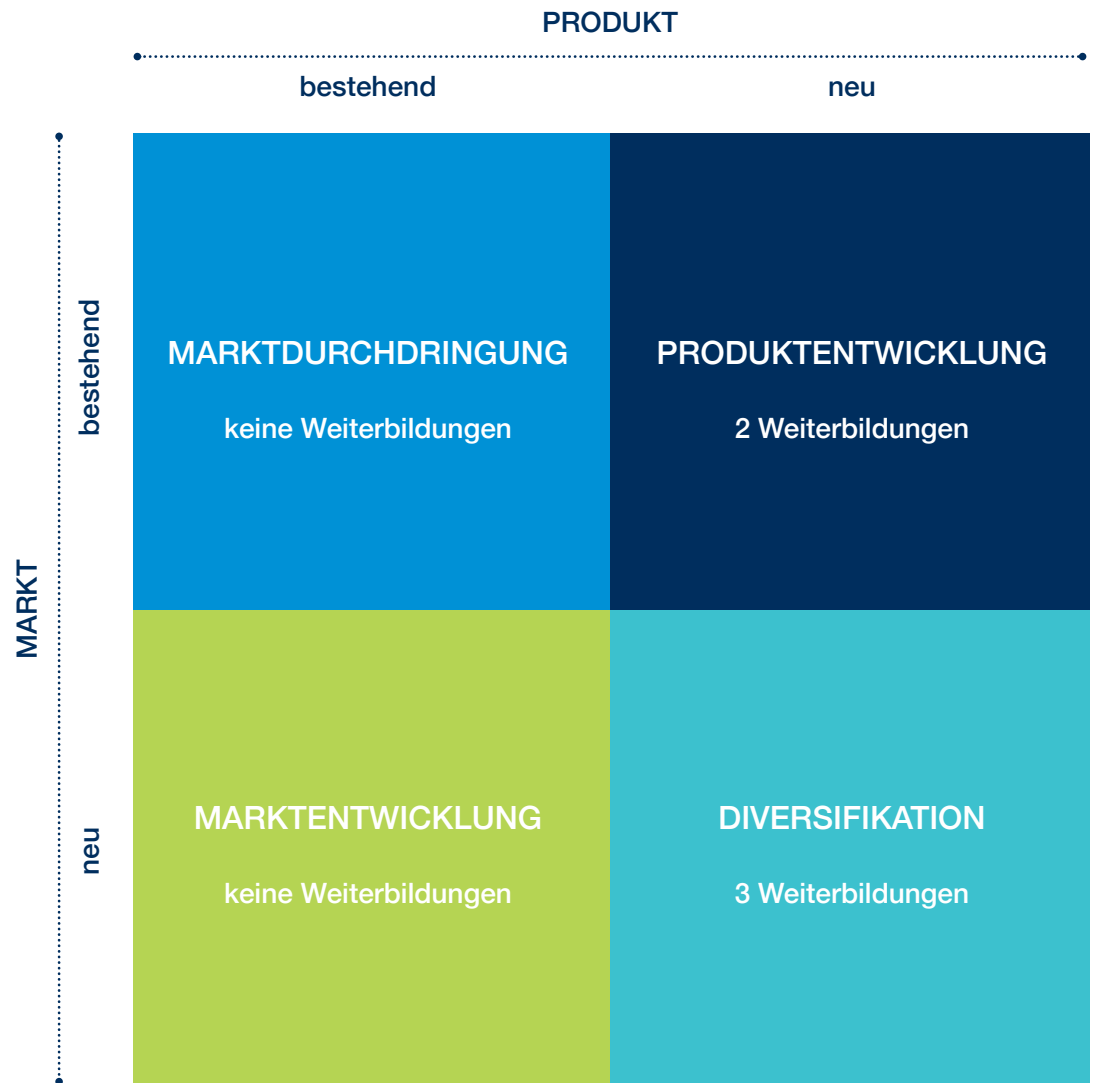 PRODUKT
bestehend
neu
MARKT
bestehend
MARKTDURCHDRINGUNG
keine Weiterbildungen
PRODUKTENTWICKLUNG
2 Weiterbildungen
neu
MARKTENTWICKLUNG
keine Weiterbildungen
DIVERSIFIKATION
3 Weiterbildungen